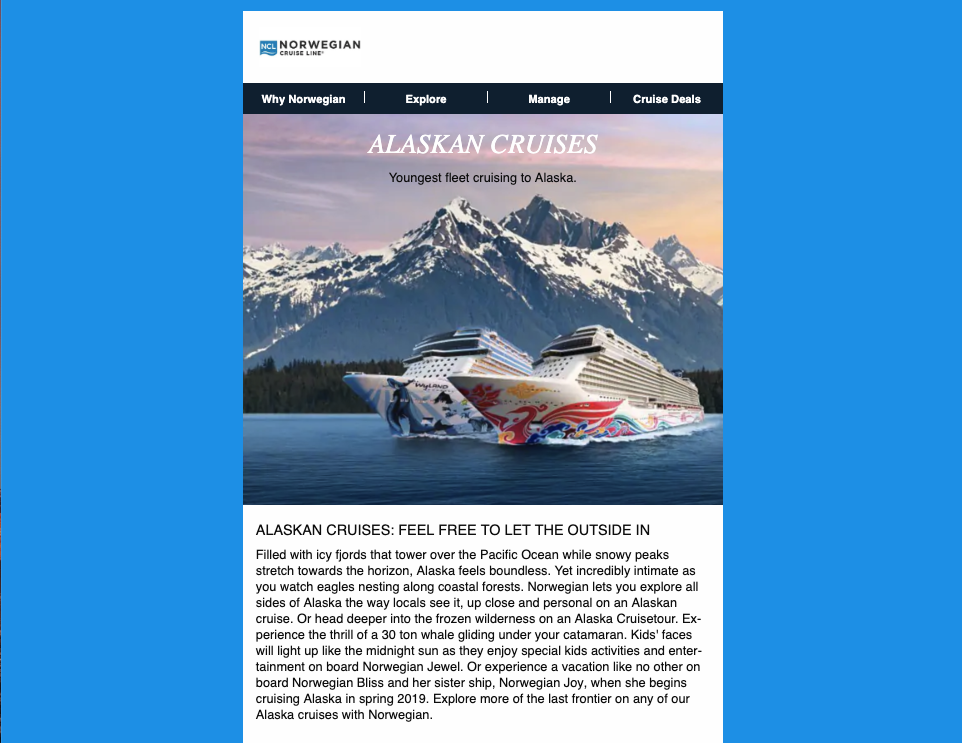 NCL NORWEGIAN
CRUISE LINE®
Why Norwegian
Explore
Manage
Cruise Deals
ALASKAN CRUISES
Youngest fleet cruising to Alaska.
WYLAND
ALASKAN CRUISES: FEEL FREE TO LET THE OUTSIDE IN
Filled with icy fjords that tower over the Pacific Ocean while snowy peaks
stretch towards the horizon, Alaska feels boundless. Yet incredibly intimate as
you watch eagles nesting along coastal forests. Norwegian lets you explore all
sides of Alaska the way locals see it, up close and personal on an Alaskan
cruise. Or head deeper into the frozen wilderness on an Alaska Cruisetour. Ex-
perience the thrill of a 30 ton whale gliding under your catamaran. Kids' faces
will light up like the midnight sun as they enjoy special kids activities and enter-
tainment on board Norwegian Jewel. Or experience a vacation like no other on
board Norwegian Bliss and her sister ship, Norwegian Joy, when she begins
cruising Alaska in spring 2019. Explore more of the last frontier on any of our
Alaska cruises with Norwegian.